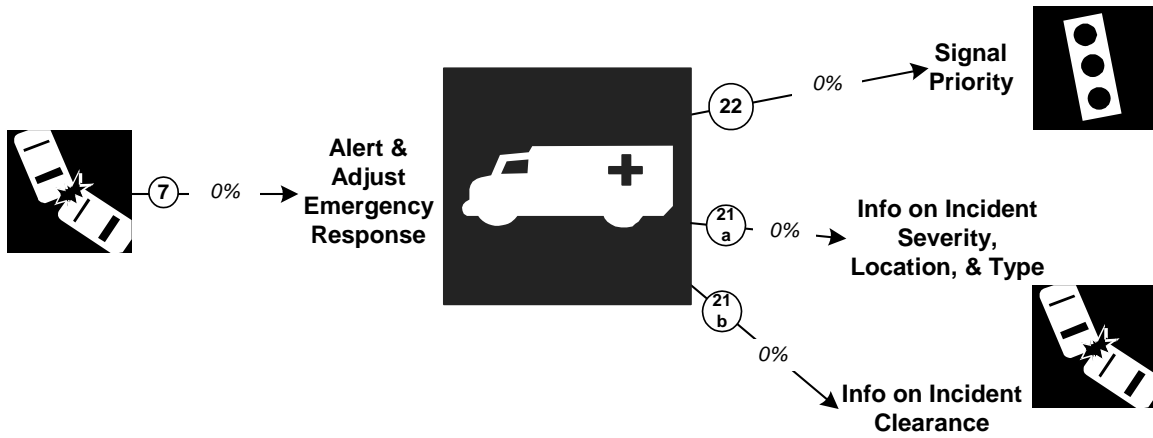 7
0%
Alert &
Adjust
Emergency
Response
22
0%
Signal
Priority
21
a
0%
Info on Incident
Severity,
Location, & Type
21
b
0%
Info on Incident
Clearance